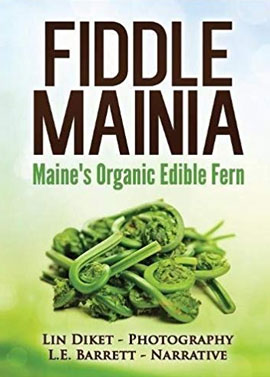 FIDDLE
MAINIA
Maine's Organic Edible Fern
Lin Diket - Photography
L.E. Barrett - Narrative